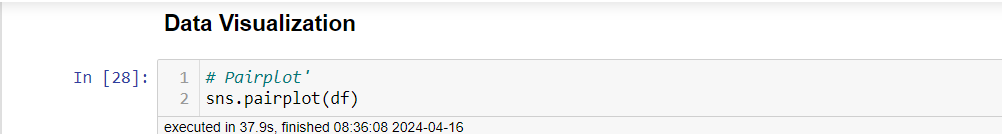 Data Visualization
In [28]:
1 # Pairplot'
2 sns.pairplot(df)
executed in 37.9s, finished 08:36:08 2024-04-16